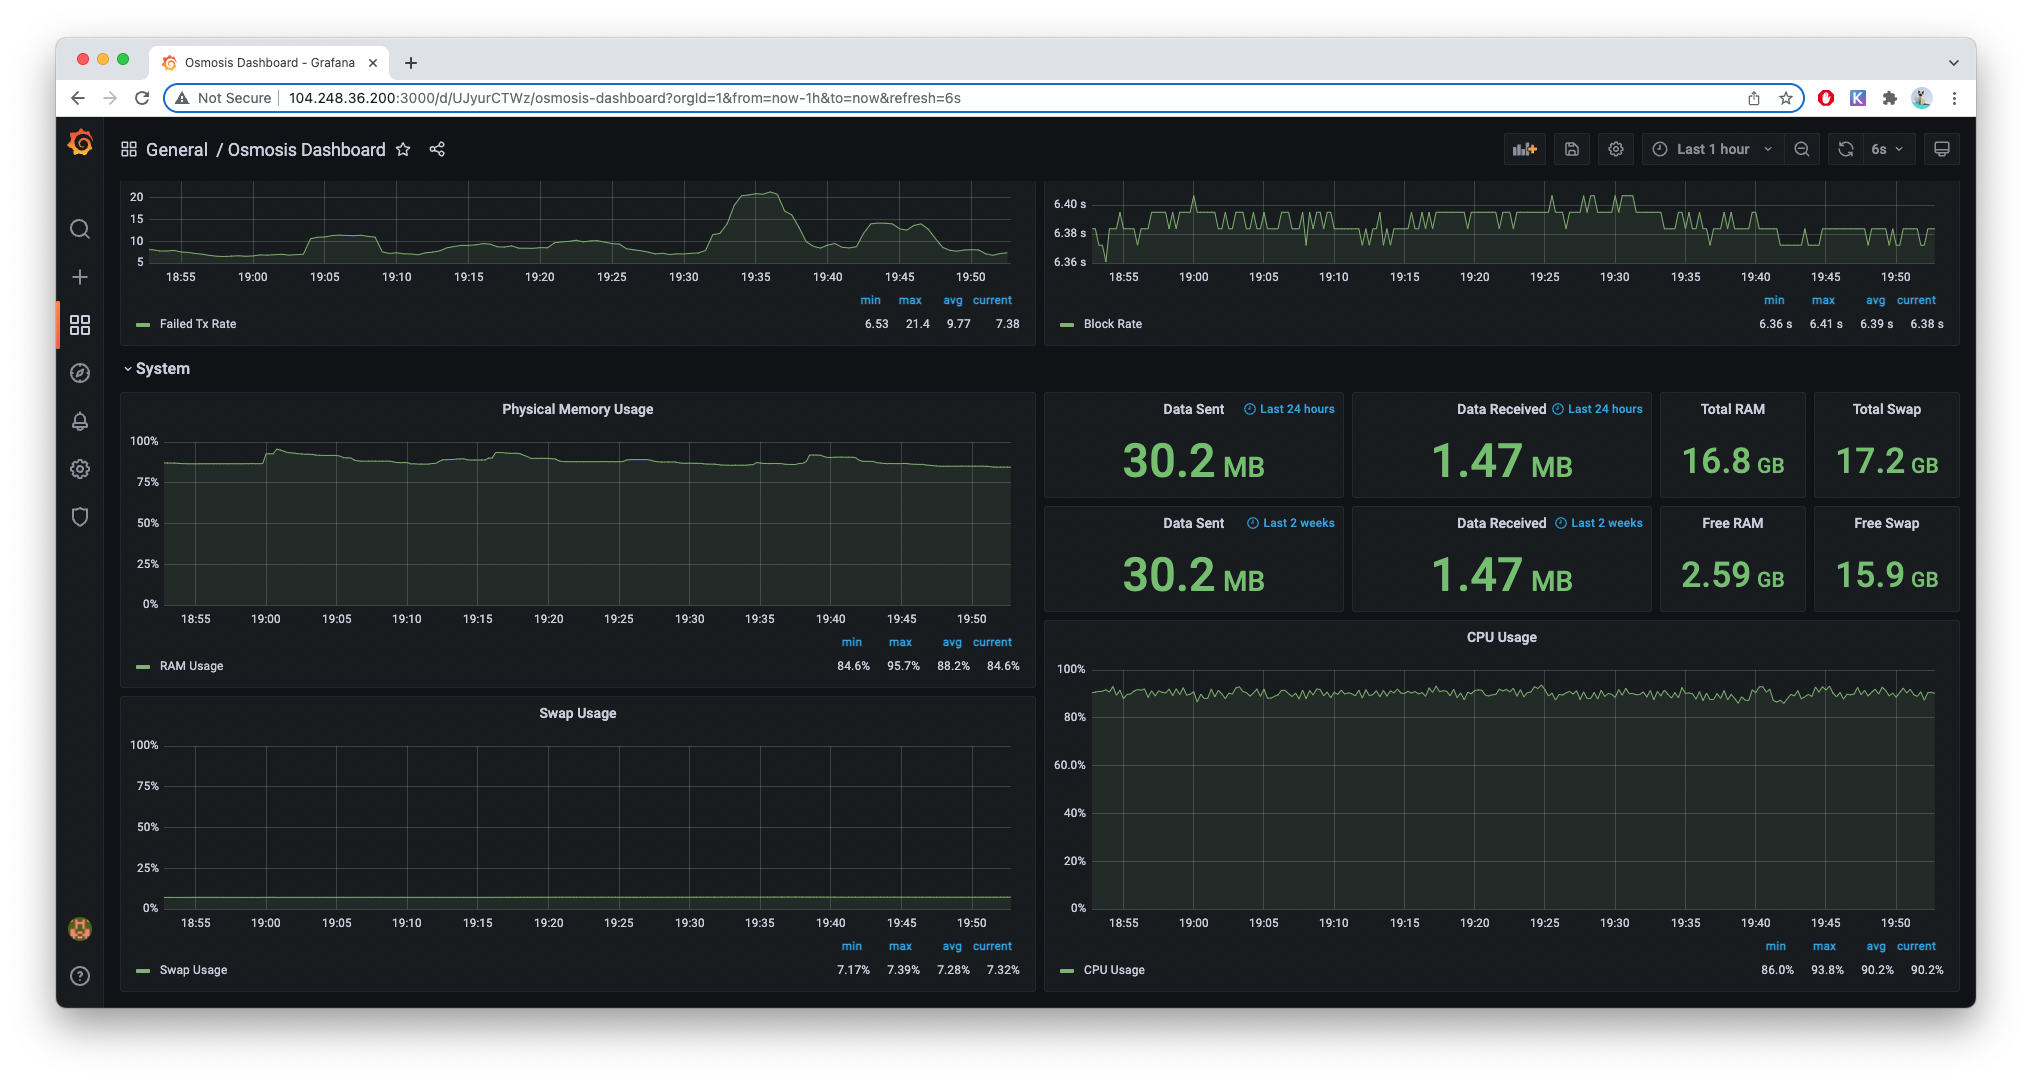 Osmosis Dashboard - Grafana
Not Secure 104.248.36.200:3000/d/UJyurCTWz/osmosis-dashboard?orgId=1&from=now-1h&to=now&refresh=6s
K
General / Osmosis Dashboard
Last 1 hour
6s
20
15
10
5
18:55 19:00 19:05 19:10 19:15 19:20 19:25 19:30 19:35 19:40 19:45 19:50
min max avg current
Failed Tx Rate 6.53 21.4 9.77 7.38
6.40 s
6.38 s
6.36 s
18:55 19:00 19:05 19:10 19:15 19:20 19:25 19:30 19:35 19:40 19:45 19:50
min max avg current
Block Rate 6.36 s 6.41 s 6.39 s 6.38 s
System
Physical Memory Usage
100%
75%
50%
25%
0%
18:55 19:00 19:05 19:10 19:15 19:20 19:25 19:30 19:35 19:40 19:45 19:50
min max avg current
RAM Usage 84.6% 95.7% 88.2% 84.6%
Data Sent Last 24 hours
30.2 MB
Data Received Last 24 hours
1.47 MB
Total RAM
16.8 GB
Total Swap
17.2 GB
Data Sent Last 2 weeks
30.2 MB
Data Received Last 2 weeks
1.47 MB
Free RAM
2.59 GB
Free Swap
15.9 GB
Swap Usage
100%
75%
50%
25%
0%
18:55 19:00 19:05 19:10 19:15 19:20 19:25 19:30 19:35 19:40 19:45 19:50
min max avg current
Swap Usage 7.17% 7.39% 7.28% 7.32%
CPU Usage
100%
80%
60.0%
40%
20%
0%
18:55 19:00 19:05 19:10 19:15 19:20 19:25 19:30 19:35 19:40 19:45 19:50
min max avg current
CPU Usage 86.0% 93.8% 90.2% 90.2%